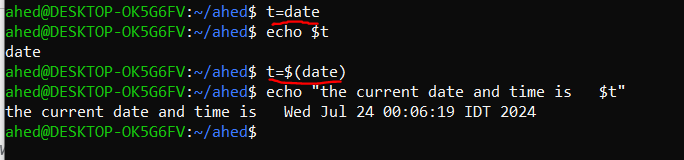 ahed@DESKTOP-OK5G6FV:~/ahed$ t=date
ahed@DESKTOP-OK5G6FV:~/ahed$ echo $t
date
ahed@DESKTOP-OK5G6FV:~/ahed$ t=$(date)
ahed@DESKTOP-OK5G6FV:~/ahed$ echo "the current date and time is   $t"
the current date and time is   Wed Jul 24 00:06:19 IDT 2024
ahed@DESKTOP-OK5G6FV:~/ahed$